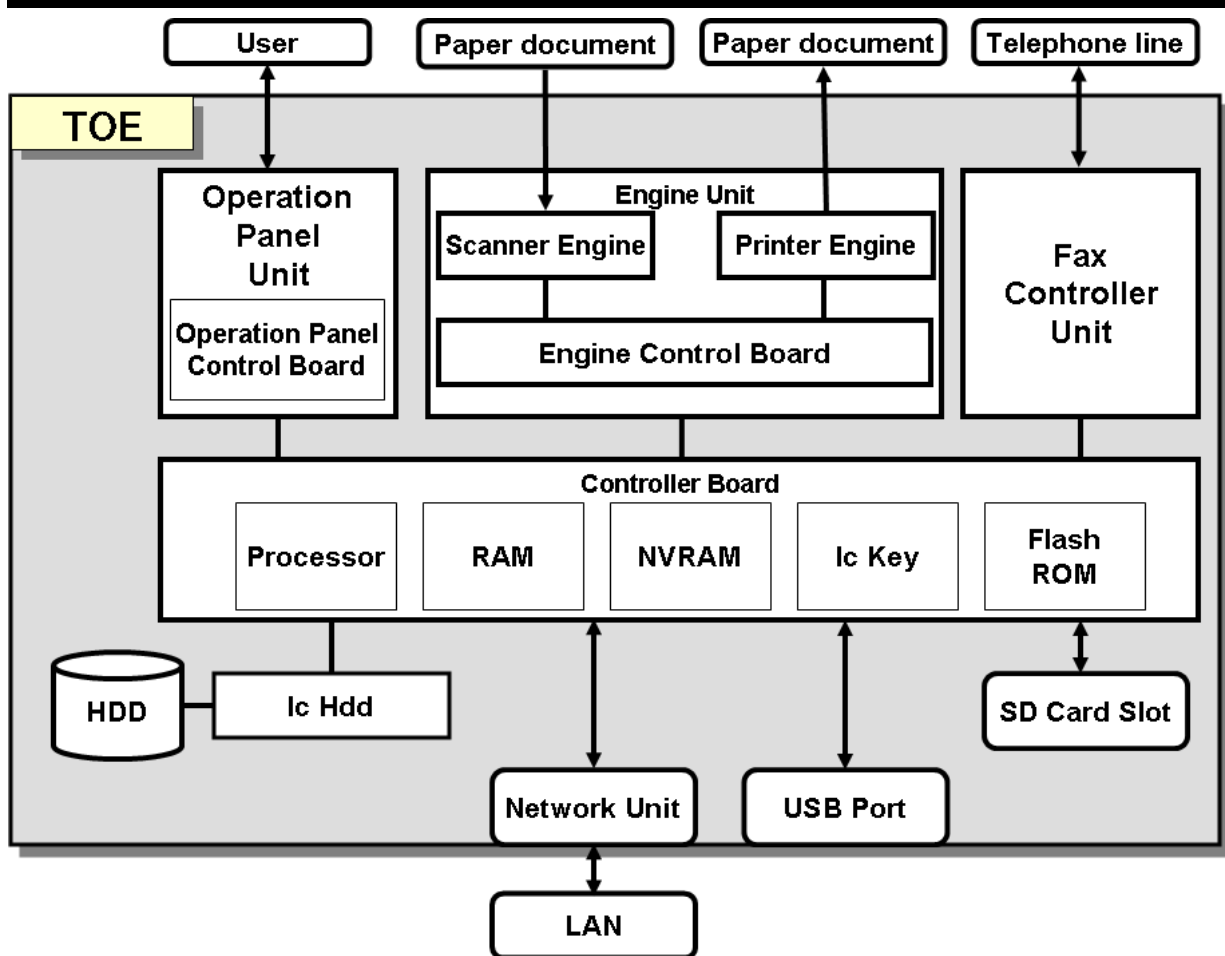 User
Paper document
Paper document
Telephone line
TOE
Operation
Panel
Unit
Operation Panel
Control Board
Engine Unit
Scanner Engine
Printer Engine
Engine Control Board
Fax
Controller
Unit
Controller Board
Processor
RAM
NVRAM
Ic Key
Flash
ROM
HDD
Ic Hdd
SD Card Slot
Network Unit
USB Port
LAN